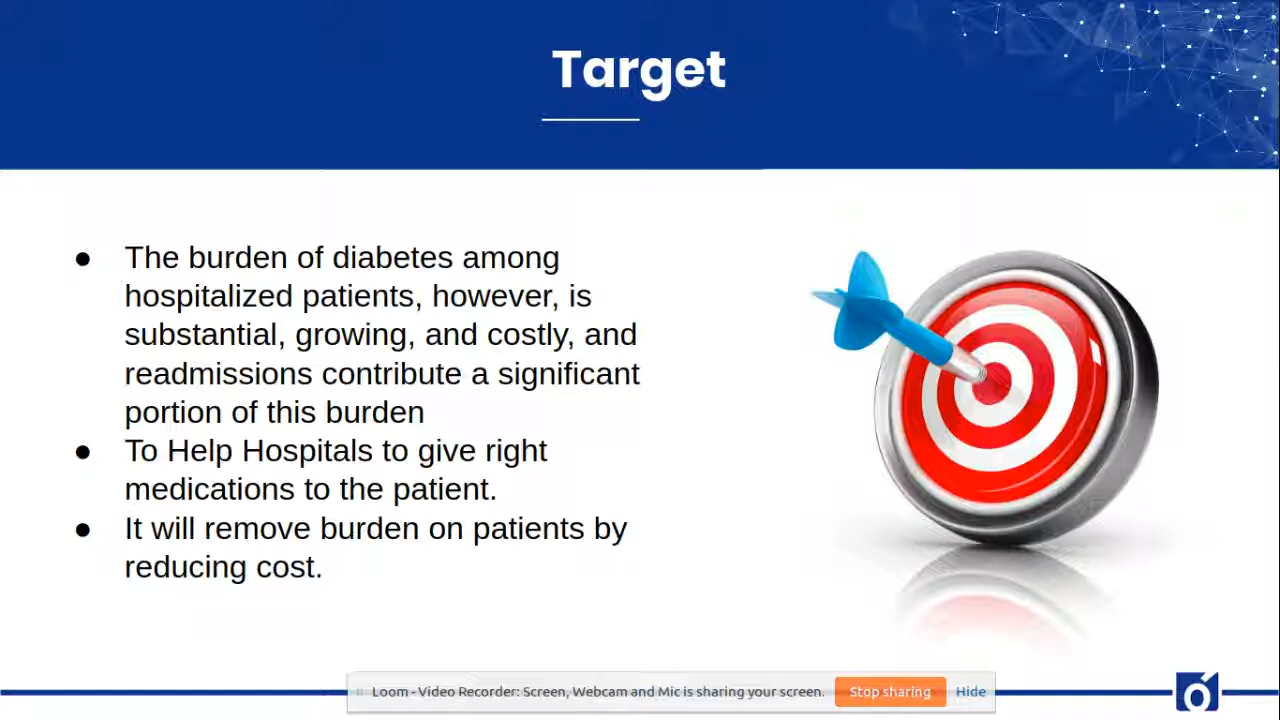 Target
● The burden of diabetes among
hospitalized patients, however, is
substantial, growing, and costly, and
readmissions contribute a significant
portion of this burden
● To Help Hospitals to give right
medications to the patient.
● It will remove burden on patients by
reducing cost.
Loom - Video Recorder: Screen, Webcam and Mic is sharing your screen. Stop sharing Hide